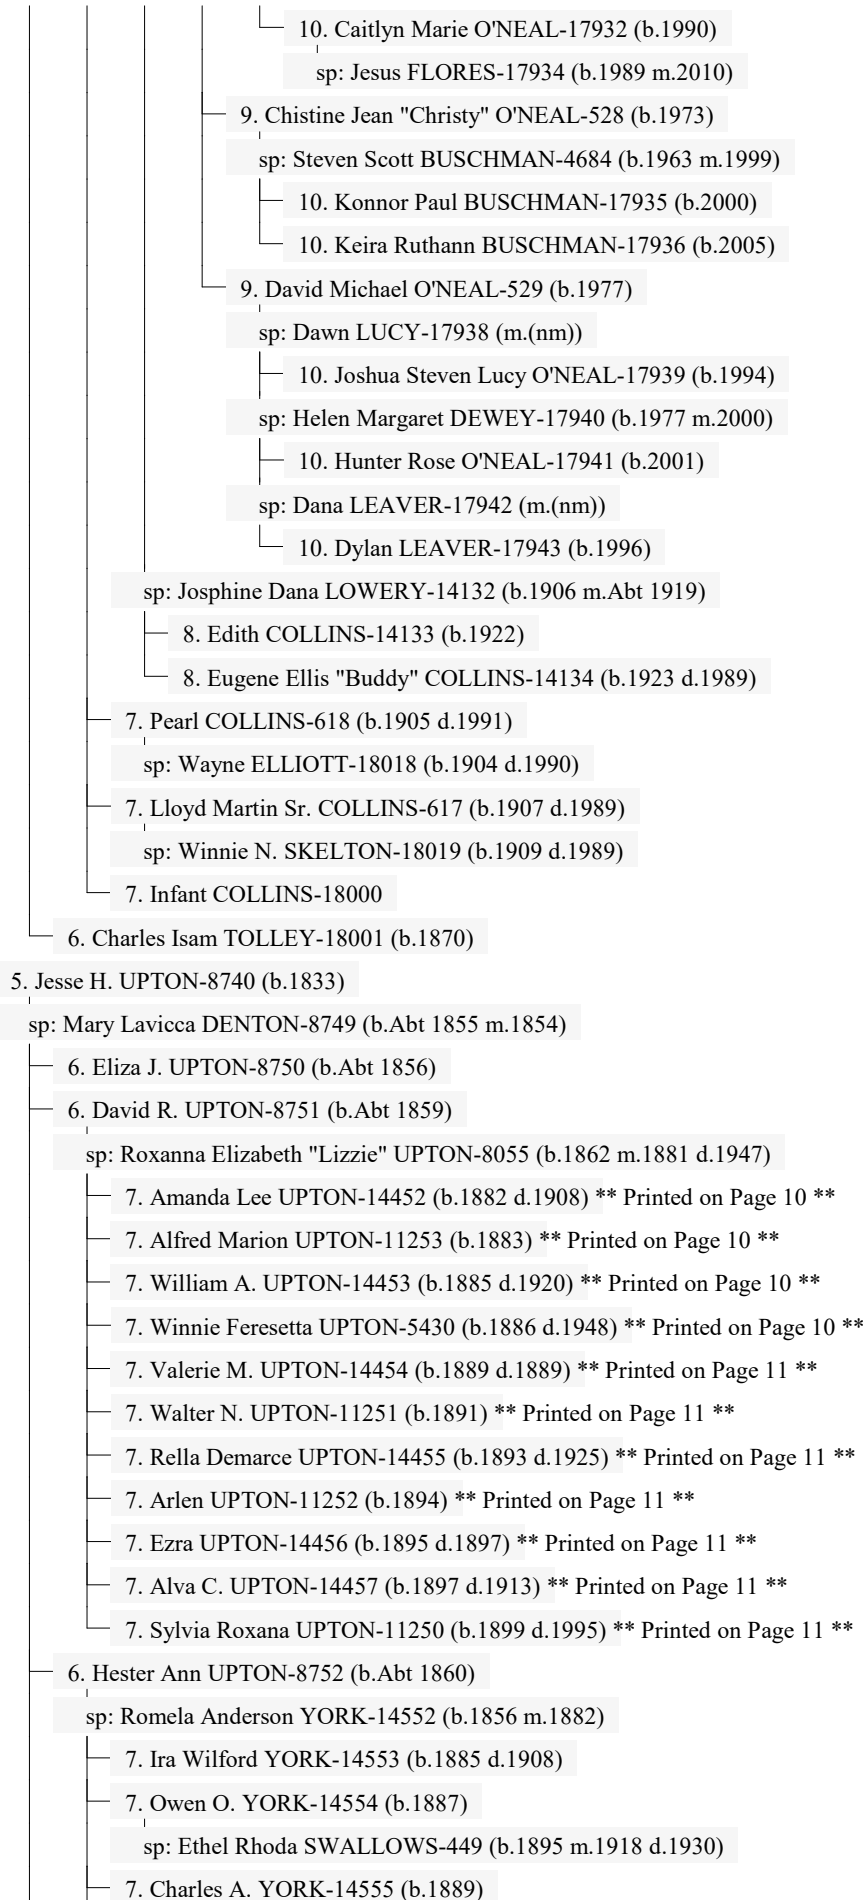 10. Caitlyn Marie O'NEAL-17932 (b.1990)
sp: Jesus FLORES-17934 (b.1989 m.2010)
9. Chistine Jean "Christy" O'NEAL-528 (b.1973)
sp: Steven Scott BUSCHMAN-4684 (b.1963 m.1999)
10. Konnor Paul BUSCHMAN-17935 (b.2000)
10. Keira Ruthann BUSCHMAN-17936 (b.2005)
9. David Michael O'NEAL-529 (b.1977)
sp: Dawn LUCY-17938 (m.(nm))
10. Joshua Steven Lucy O'NEAL-17939 (b.1994)
sp: Helen Margaret DEWEY-17940 (b.1977 m.2000)
10. Hunter Rose O'NEAL-17941 (b.2001)
sp: Dana LEAVER-17942 (m.(nm))
10. Dylan LEAVER-17943 (b.1996)
sp: Josphine Dana LOWERY-14132 (b.1906 m.Abt 1919)
8. Edith COLLINS-14133 (b.1922)
8. Eugene Ellis "Buddy" COLLINS-14134 (b.1923 d.1989)
7. Pearl COLLINS-618 (b.1905 d.1991)
sp: Wayne ELLIOTT-18018 (b.1904 d.1990)
7. Lloyd Martin Sr. COLLINS-617 (b.1907 d.1989)
sp: Winnie N. SKELTON-18019 (b.1909 d.1989)
7. Infant COLLINS-18000
6. Charles Isam TOLLEY-18001 (b.1870)
5. Jesse H. UPTON-8740 (b.1833)
sp: Mary Lavicca DENTON-8749 (b.Abt 1855 m.1854)
6. Eliza J. UPTON-8750 (b.Abt 1856)
6. David R. UPTON-8751 (b.Abt 1859)
sp: Roxanna Elizabeth "Lizzie" UPTON-8055 (b.1862 m.1881 d.1947)
7. Amanda Lee UPTON-14452 (b.1882 d.1908) ** Printed on Page 10 **
7. Alfred Marion UPTON-11253 (b.1883) ** Printed on Page 10 **
7. William A. UPTON-14453 (b.1885 d.1920) ** Printed on Page 10 **
7. Winnie Feresetta UPTON-5430 (b.1886 d.1948) ** Printed on Page 10 **
7. Valerie M. UPTON-14454 (b.1889 d.1889) ** Printed on Page 11 **
7. Walter N. UPTON-11251 (b.1891) ** Printed on Page 11 **
7. Rella Demarce UPTON-14455 (b.1893 d.1925) ** Printed on Page 11 **
7. Arlen UPTON-11252 (b.1894) ** Printed on Page 11 **
7. Ezra UPTON-14456 (b.1895 d.1897) ** Printed on Page 11 **
7. Alva C. UPTON-14457 (b.1897 d.1913) ** Printed on Page 11 **
7. Sylvia Roxana UPTON-11250 (b.1899 d.1995) ** Printed on Page 11 **
6. Hester Ann UPTON-8752 (b.Abt 1860)
sp: Romela Anderson YORK-14552 (b.1856 m.1882)
7. Ira Wilford YORK-14553 (b.1885 d.1908)
7. Owen O. YORK-14554 (b.1887)
sp: Ethel Rhoda SWALLOWS-449 (b.1895 m.1918 d.1930)
7. Charles A. YORK-14555 (b.1889)